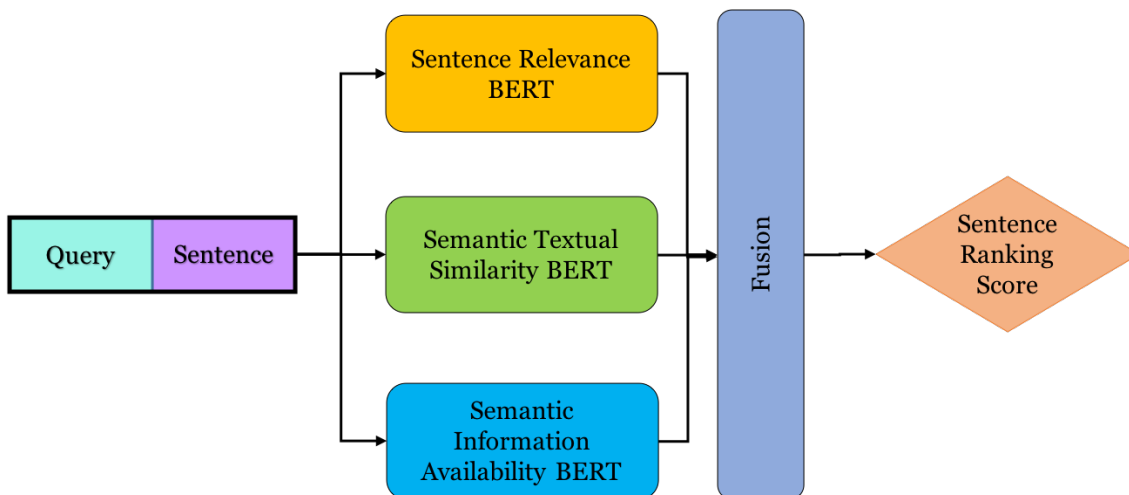 Query
Sentence
Sentence Relevance
BERT
Semantic Textual
Similarity BERT
Semantic
Information
Availability BERT
Fusion
Sentence
Ranking
Score